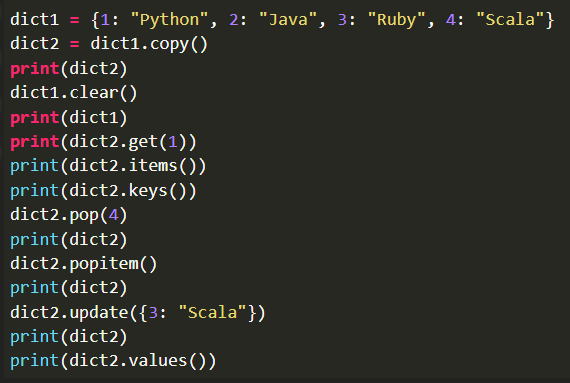 dict1 = {1: "Python", 2: "Java", 3: "Ruby", 4: "Scala"}
dict2 = dict1.copy()
print(dict2)
dict1.clear()
print(dict1)
print(dict2.get(1))
print(dict2.items())
print(dict2.keys())
dict2.pop(4)
print(dict2)
dict2.popitem()
print(dict2)
dict2.update({3: "Scala"})
print(dict2)
print(dict2.values())